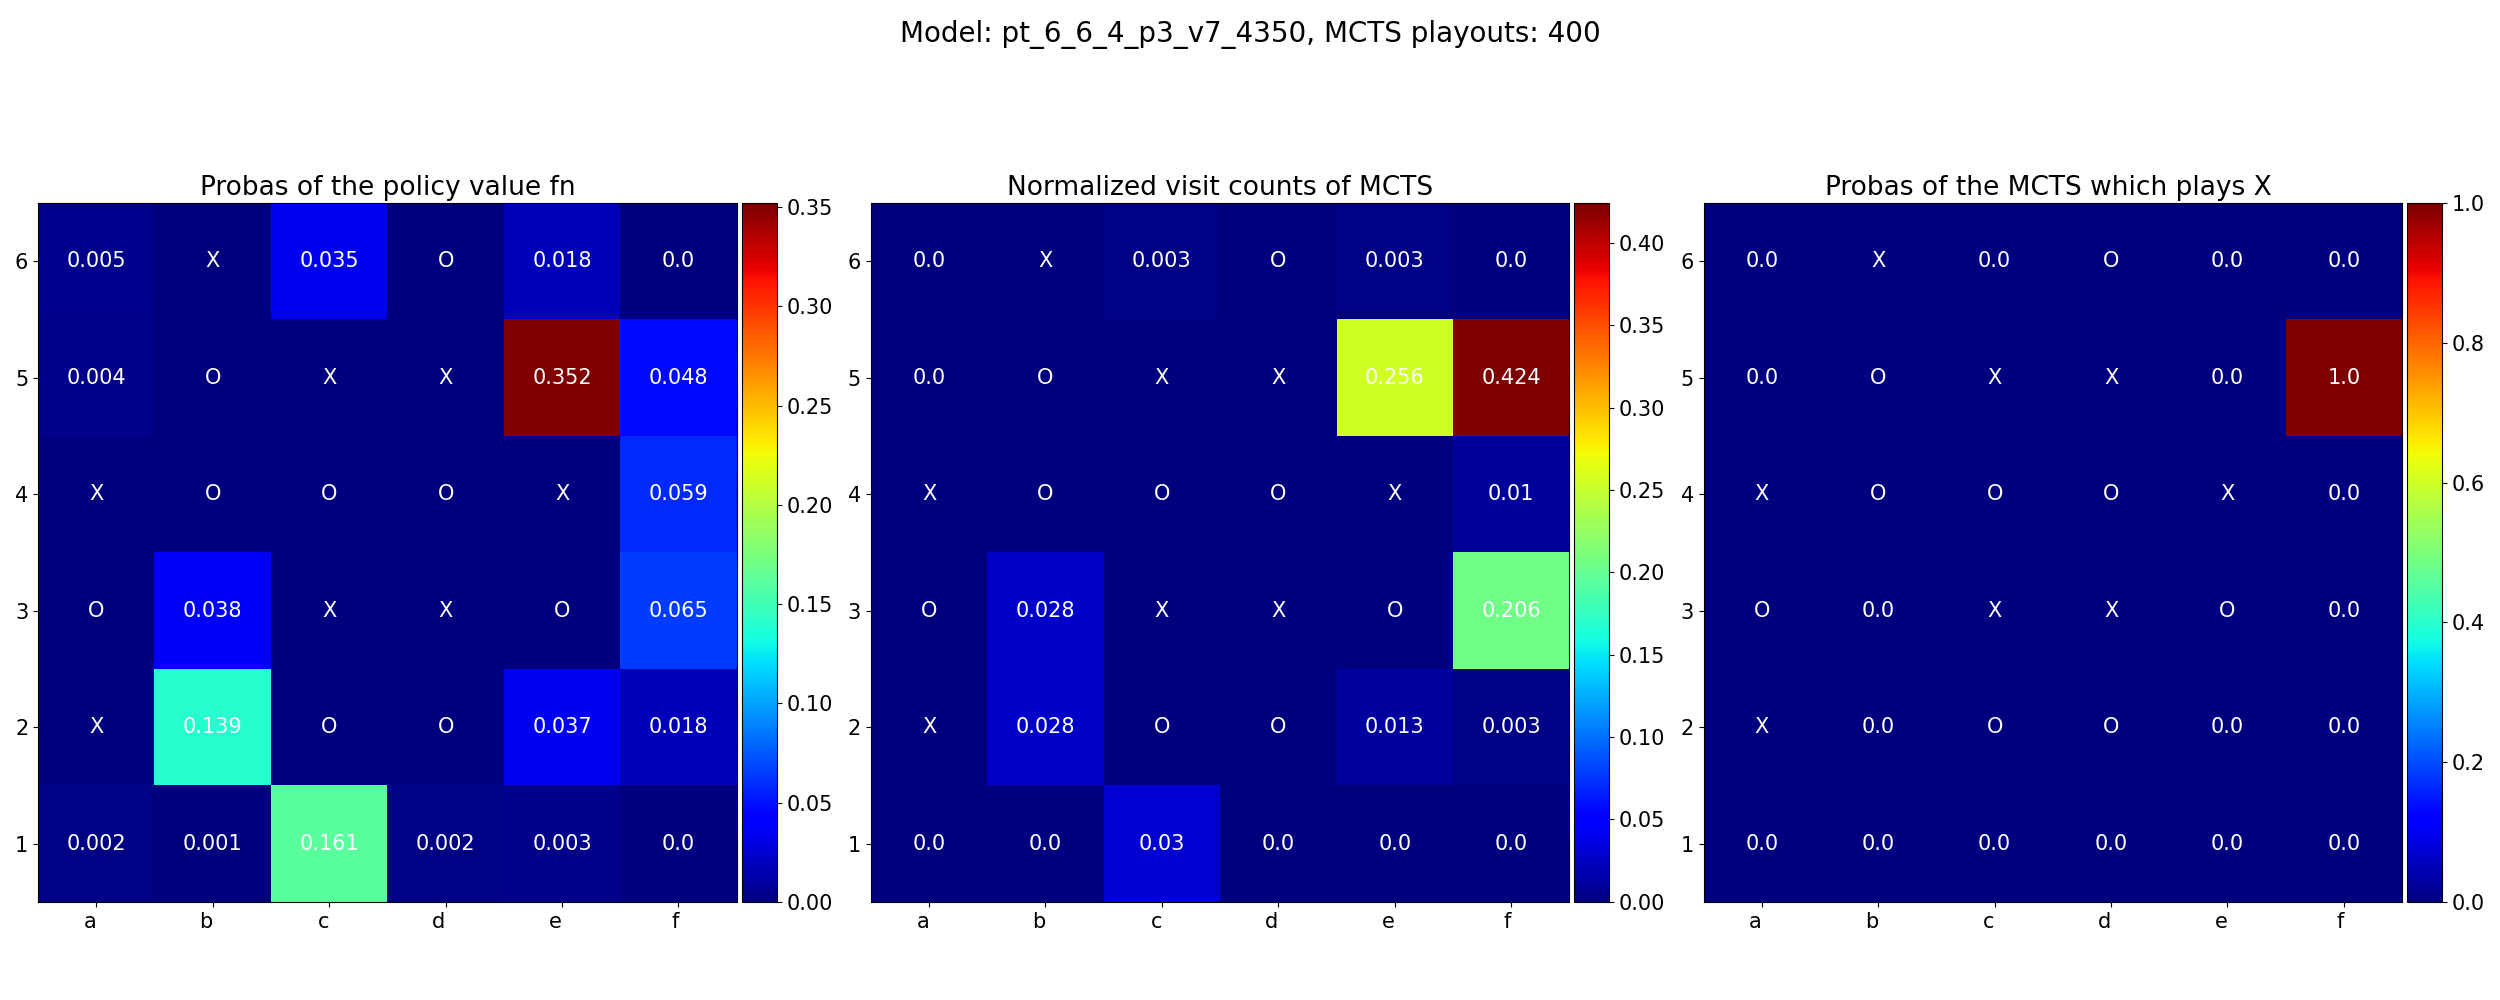 Model: pt_6_6_4_p3_v7_4350, MCTS playouts: 400
Probas of the policy value fn
6 0.005 X 0.035 O 0.018 0.0
5 0.004 O X X 0.352 0.048
4 X O O O X 0.059
3 O 0.038 X X O 0.065
2 X 0.139 O O 0.037 0.018
1 0.002 0.001 0.161 0.002 0.003 0.0
a b c d e f
0.35
0.30
0.25
0.20
0.15
0.10
0.05
0.00
Normalized visit counts of MCTS
6 0.0 X 0.003 O 0.003 0.0
5 0.0 O X X 0.256 0.424
4 X O O O X 0.01
3 O 0.028 X X O 0.206
2 X 0.028 O O 0.013 0.003
1 0.0 0.0 0.03 0.0 0.0 0.0
a b c d e f
0.40
0.35
0.30
0.25
0.20
0.15
0.10
0.05
0.00
Probas of the MCTS which plays X
6 0.0 X 0.0 O 0.0 0.0
5 0.0 O X X 0.0 1.0
4 X O O O X 0.0
3 O 0.0 X X O 0.0
2 X 0.0 O O 0.0 0.0
1 0.0 0.0 0.0 0.0 0.0 0.0
a b c d e f
1.0
0.8
0.6
0.4
0.2
0.0